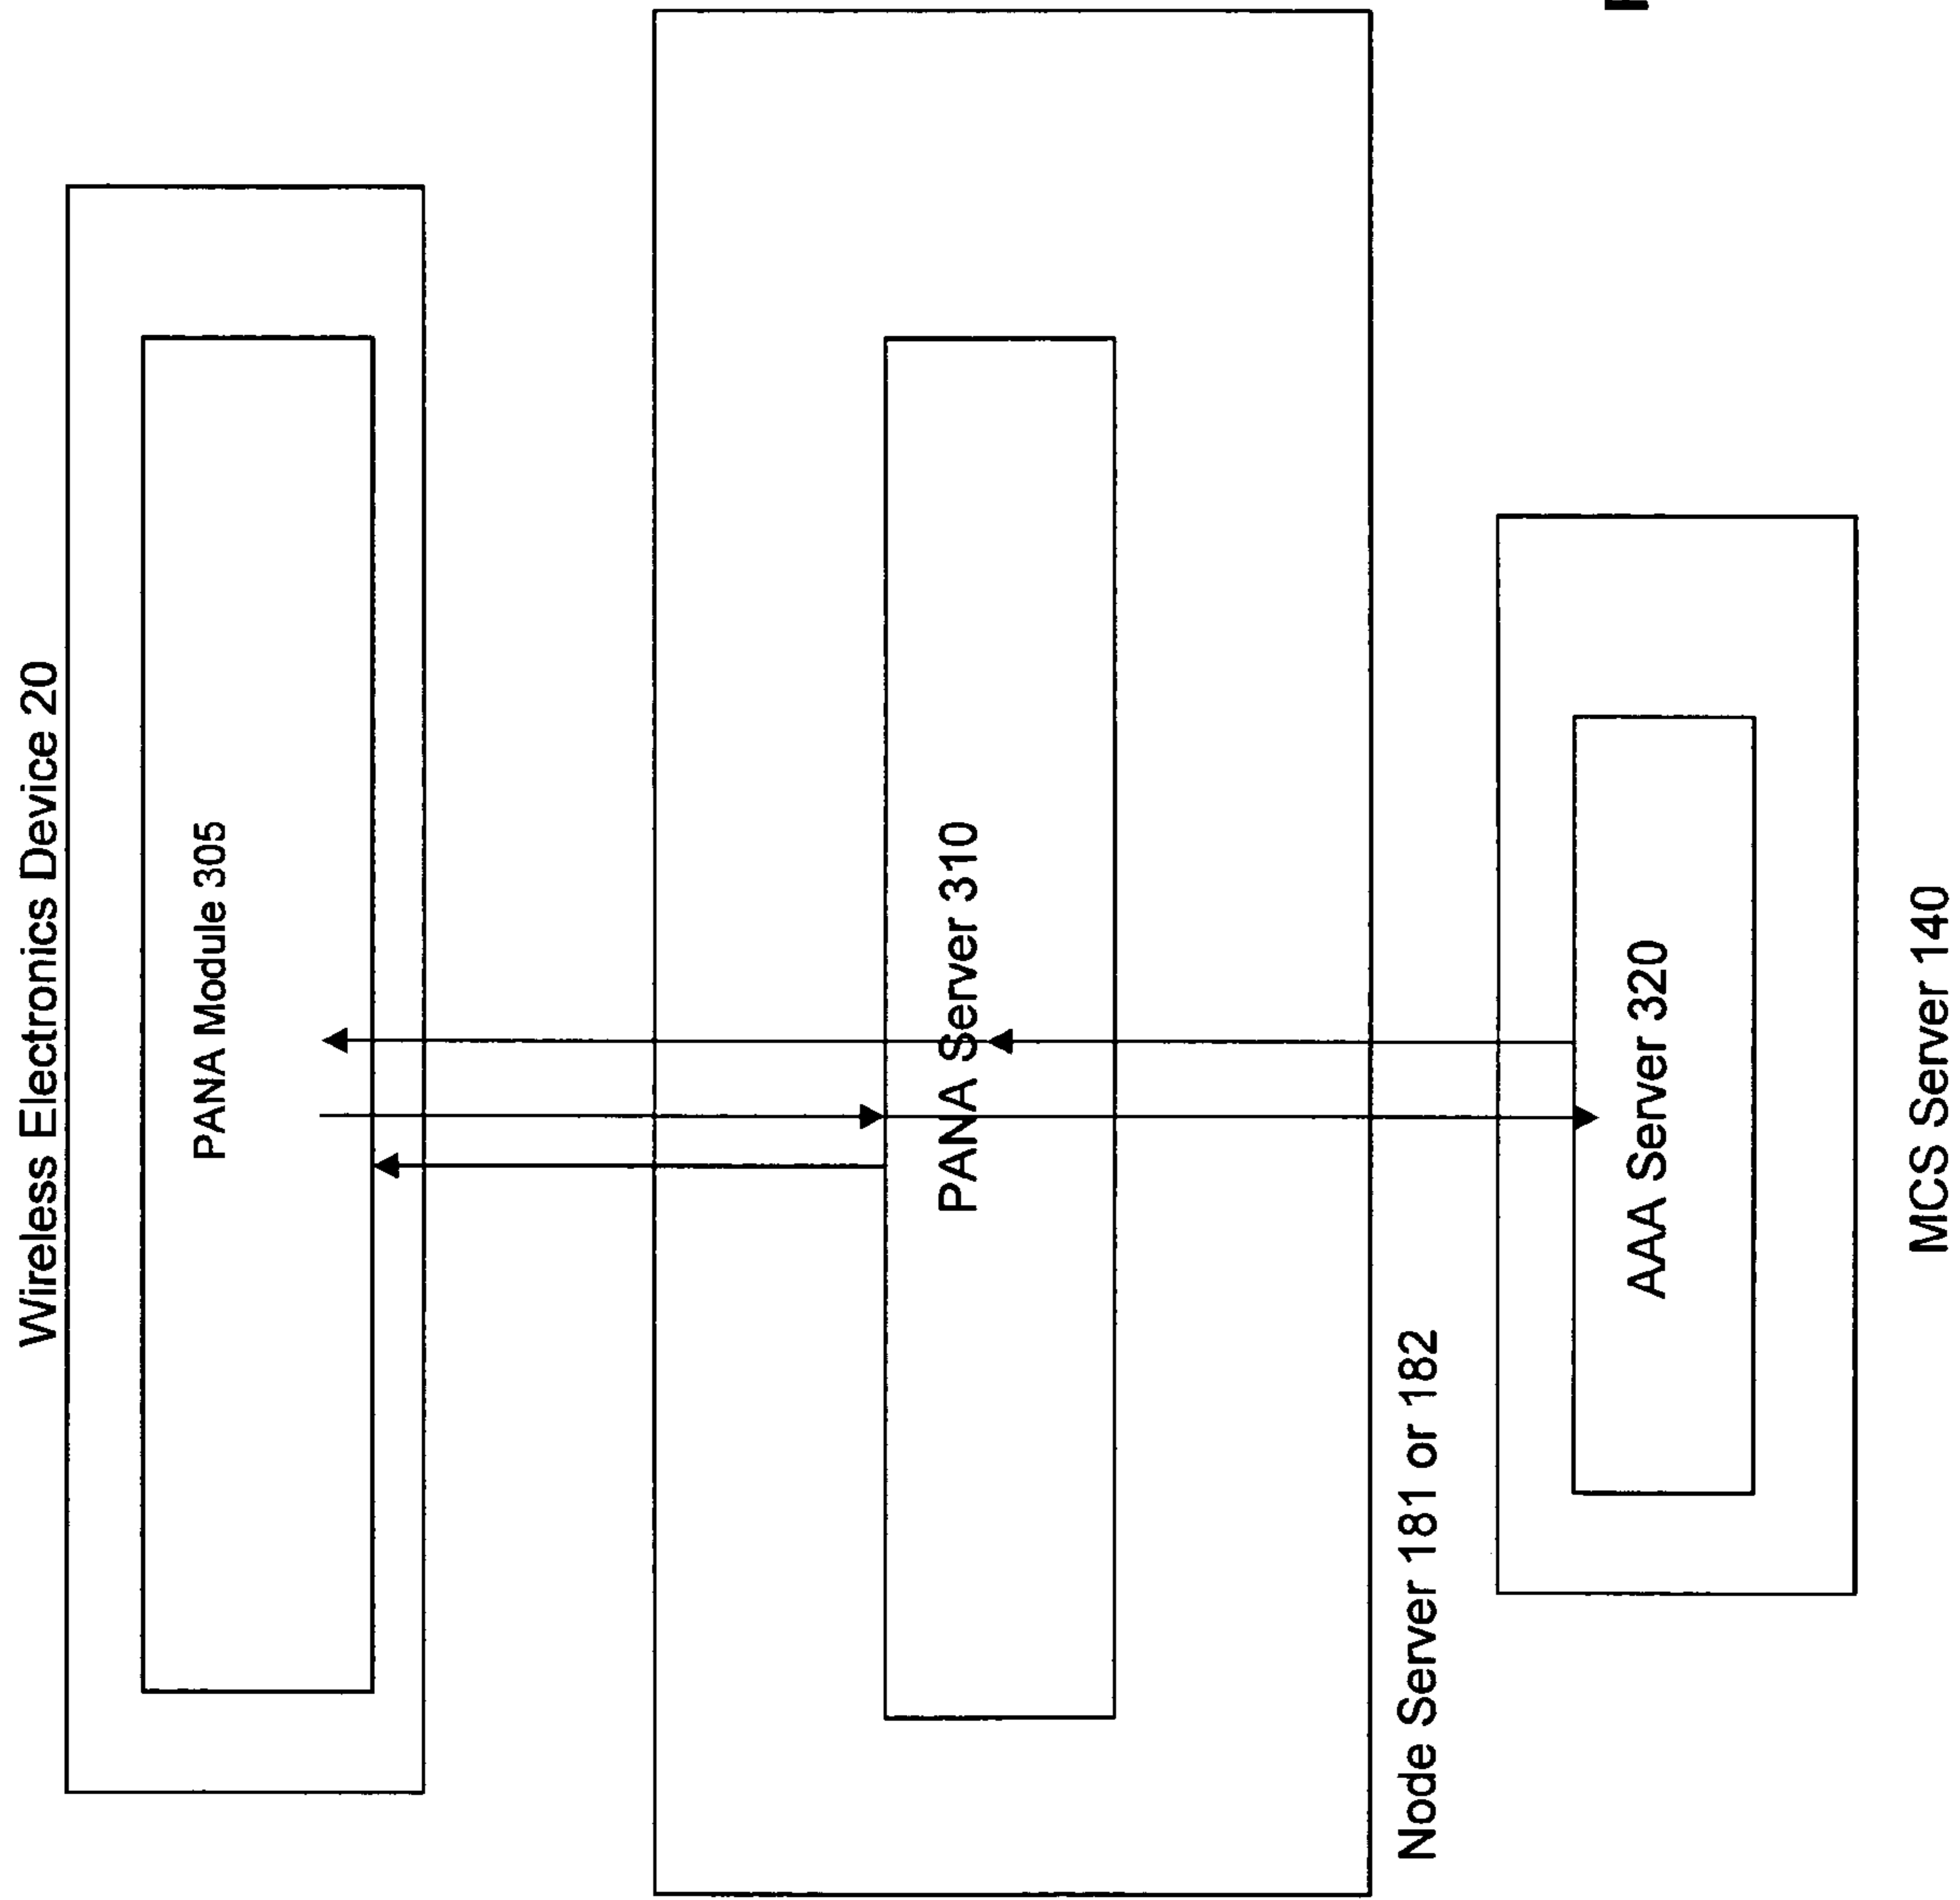 Wireless Electronics Device 20
PANA Module 305
PANA Server 310
Node Server 181 or 182
AAA Server 320
MCS Server 140